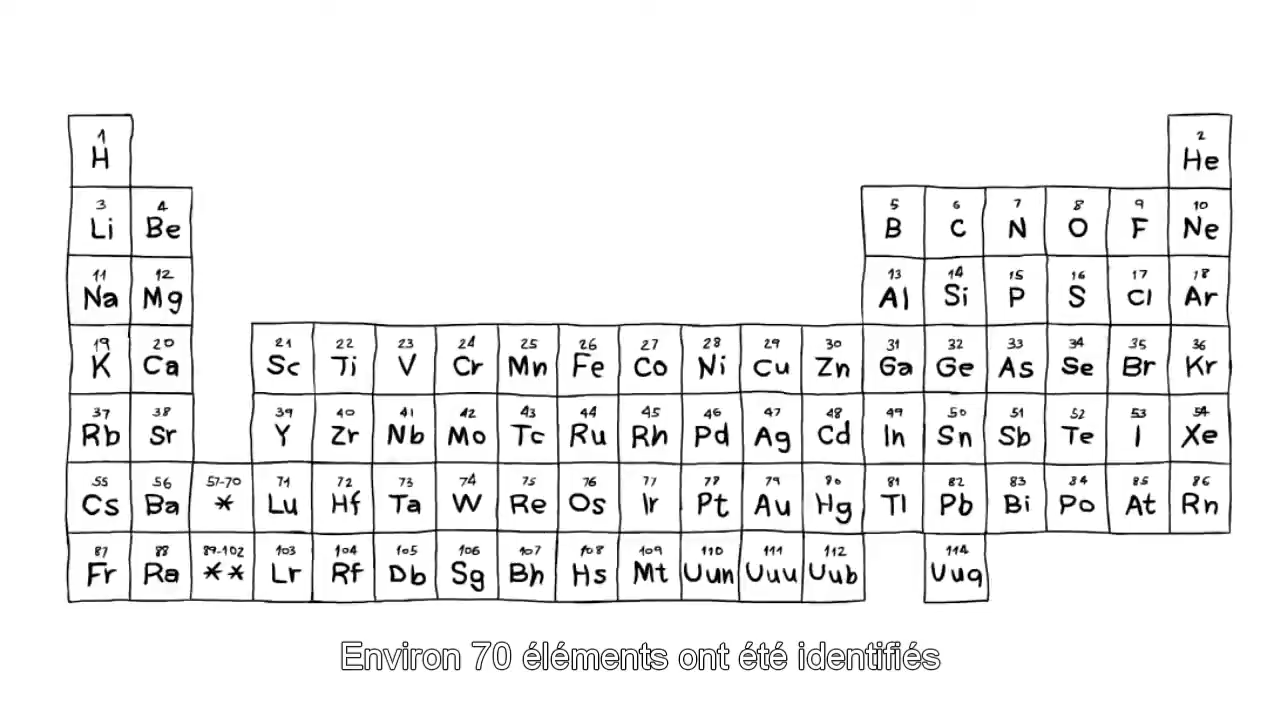 1 2
H He
3 4 5 6 7 8 9 10
Li Be B C N O F Ne
11 12 13 14 15 16 17 18
Na Mg Al Si P S Cl Ar
19 20 21 22 23 24 25 26 27 28 29 30 31 32 33 34 35 36
K Ca Sc Ti V Cr Mn Fe Co Ni Cu Zn Ga Ge As Se Br Kr
37 38 39 40 41 42 43 44 45 46 47 48 49 50 51 52 53 54
Rb Sr Y Zr Nb Mo Tc Ru Rh Pd Ag Cd In Sn Sb Te I Xe
55 56 57-70 71 72 73 74 75 76 77 78 79 80 81 82 83 84 85 86
Cs Ba * Lu Hf Ta W Re Os Ir Pt Au Hg Tl Pb Bi Po At Rn
87 88 89-102 103 104 105 106 107 108 109 110 111 112 114
Fr Ra ** Lr Rf Db Sg Bh Hs Mt Uun Uuu Uub Uuq
Environ 70 éléments ont été identifiés